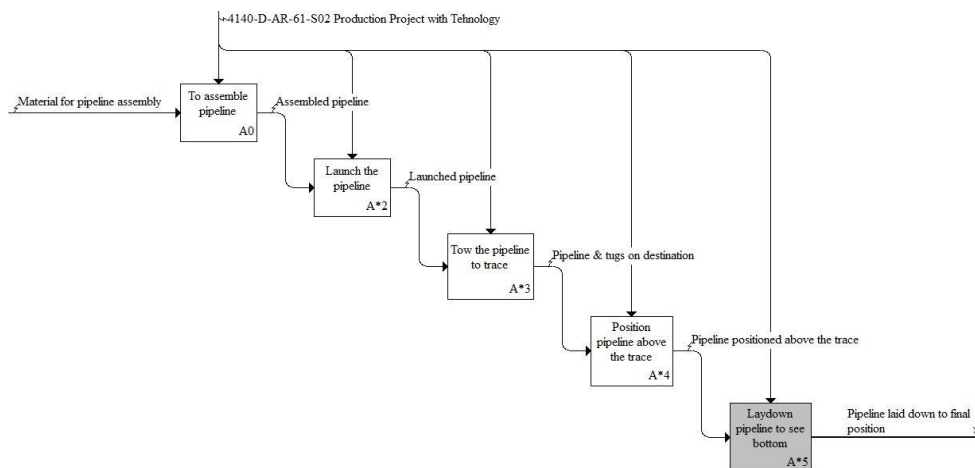 4140-D-AR-61-S02 Production Project with Tehnology
Material for pipeline assembly
To assemble
pipeline
A0
Assembled pipeline
Launch the
pipeline
A*2
Launched pipeline
Tow the pipeline
to trace
A*3
Pipeline & tugs on destination
Position
pipeline above
the trace
A*4
Pipeline positioned above the trace
Laydown
pipeline to see
bottom
A*5
Pipeline laid down to final
position